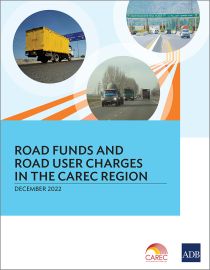 ROAD FUNDS AND
ROAD USER CHARGES
IN THE CAREC REGION
DECEMBER 2022
CAREC
ADB